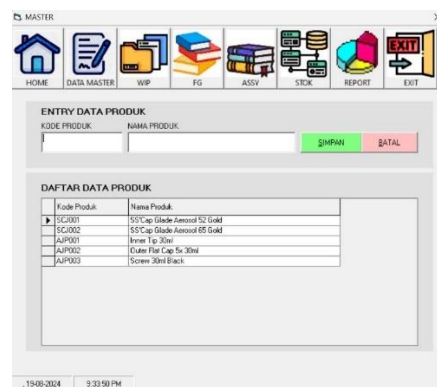 MASTER
HOME DATA MASTER WIP FG ASSY STOK REPORT EXIT
EXIT
ENTRY DATA PRODUK
KODE PRODUK NAMA PRODUK
SIMPAN BATAL
DAFTAR DATA PRODUK
Kode Produk Nama Produk
SCJ001 SS'Cap Glade Aerosol 52 Gold
SCJ002 SS'Cap Glade Aerosol 65 Gold
AJP001 Inner Tip 30ml
AJP002 Outer Flat Cap 5x 30ml
AJP003 Screw 30ml Black
, 19-08-2024 9:33:50 PM